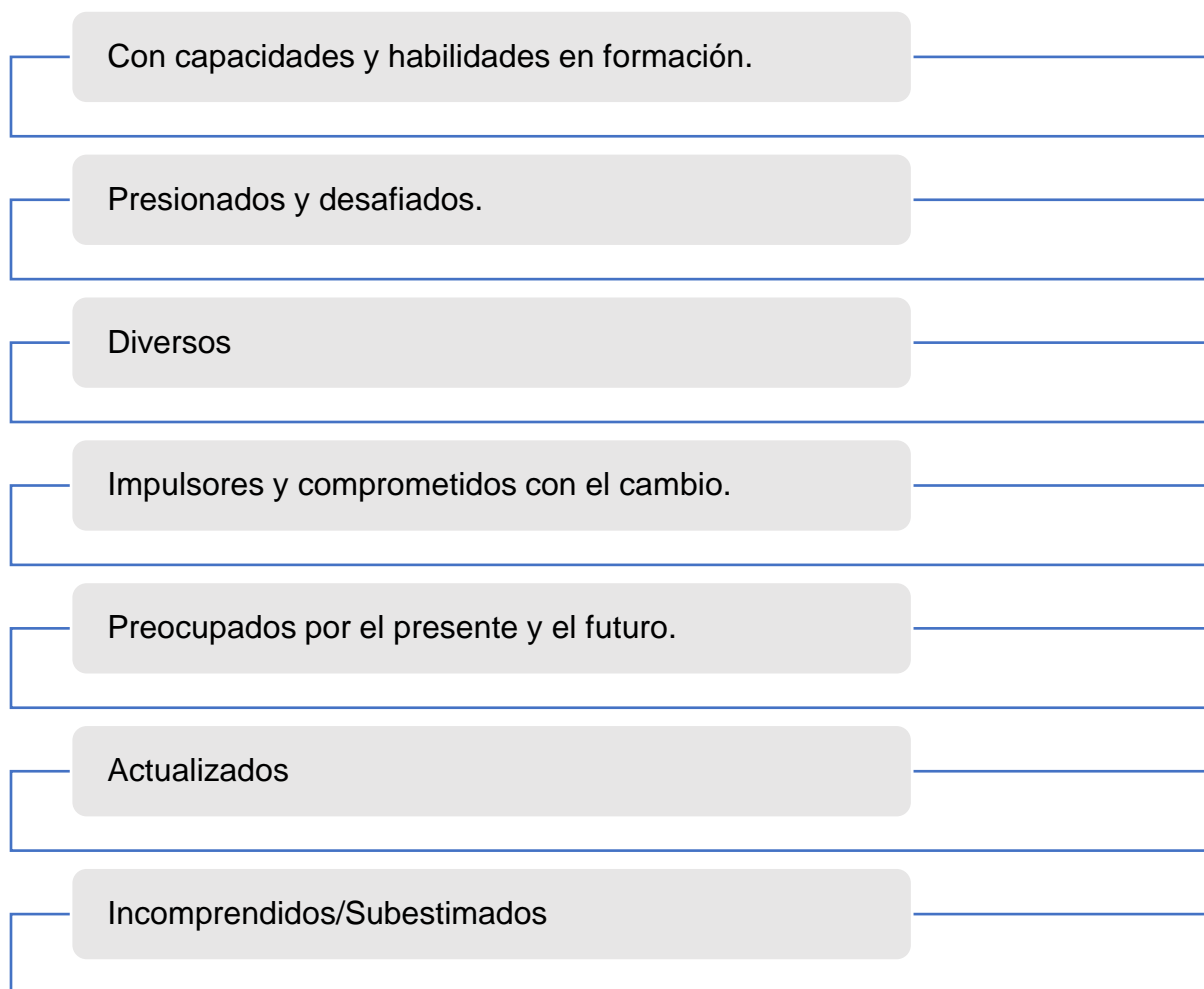 Con capacidades y habilidades en formación.
Presionados y desafiados.
Diversos
Impulsores y comprometidos con el cambio.
Preocupados por el presente y el futuro.
Actualizados
Incomprendidos/Subestimados